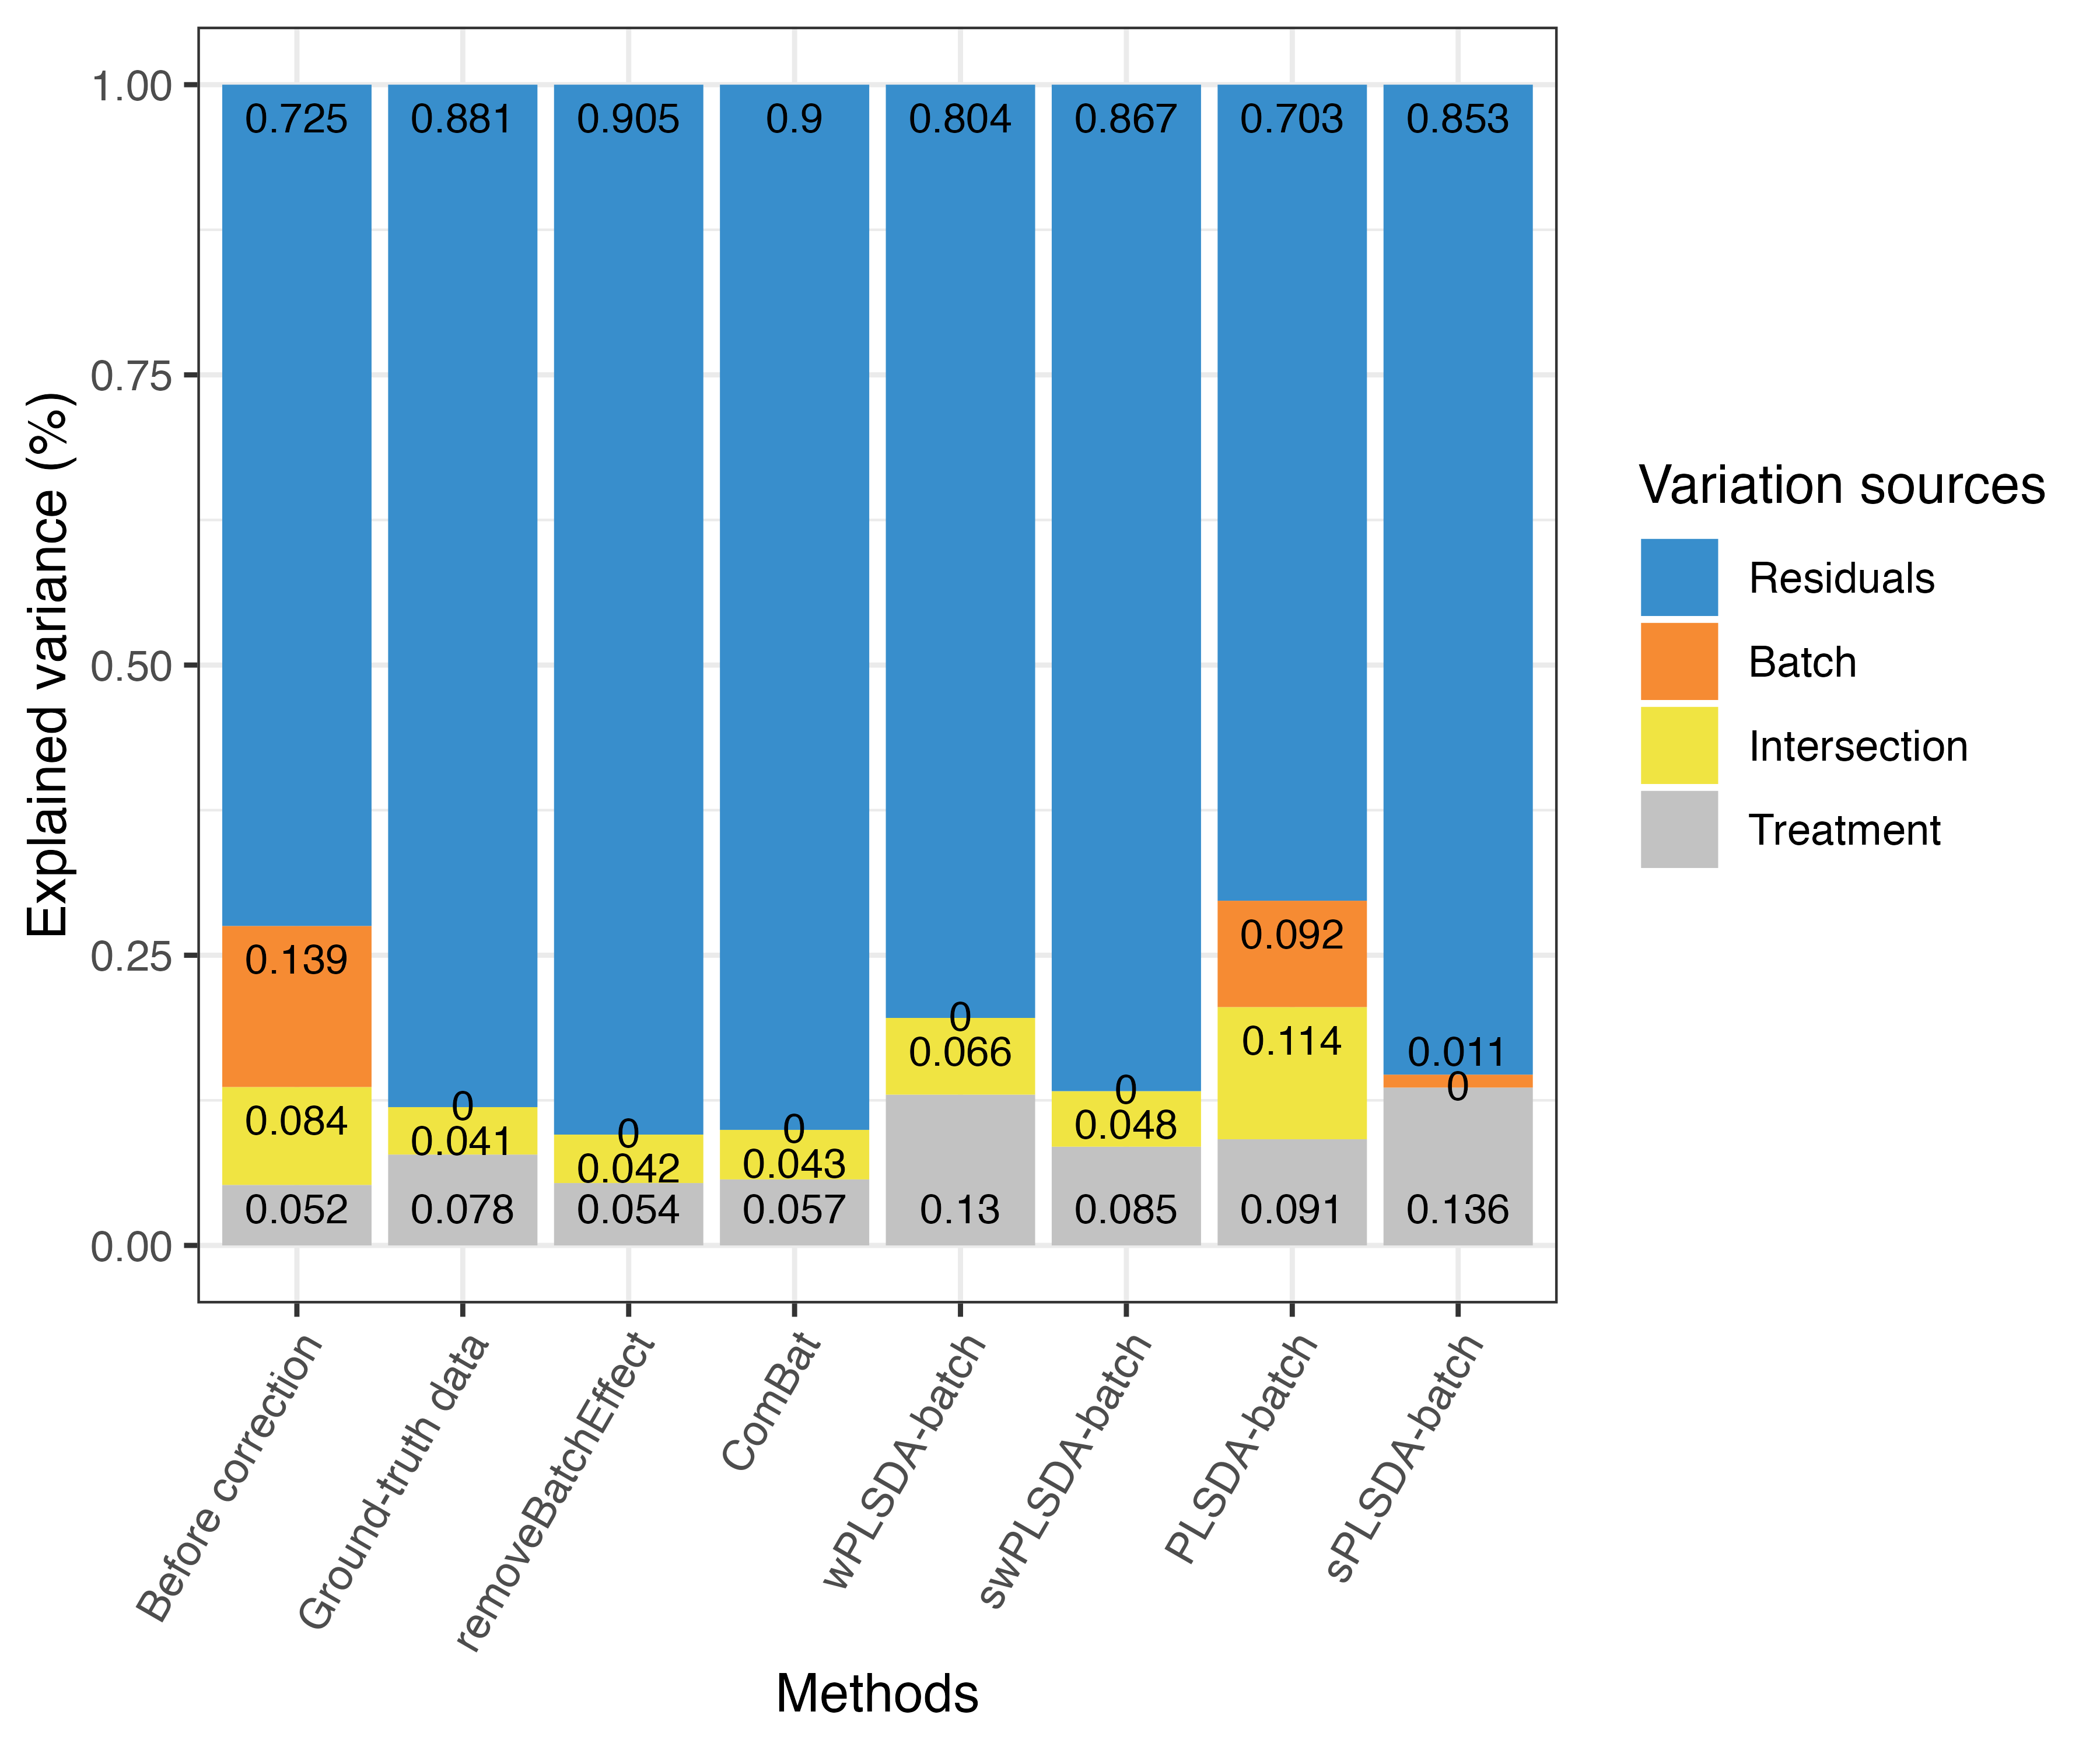 Explained variance (%)
1.00
0.75
0.50
0.25
0.00
0.725 0.881 0.905 0.9 0.804 0.867 0.703 0.853
0.139 0 0 0 0 0 0.092 0.011
0.084 0.041 0.042 0.043 0.066 0.048 0.114 0
0.052 0.078 0.054 0.057 0.13 0.085 0.091 0.136
Before correction
Ground-truth data
removeBatchEffect
ComBat
wPLSDA-batch
swPLSDA-batch
PLSDA-batch
sPLSDA-batch
Methods
Variation sources
Residuals
Batch
Intersection
Treatment